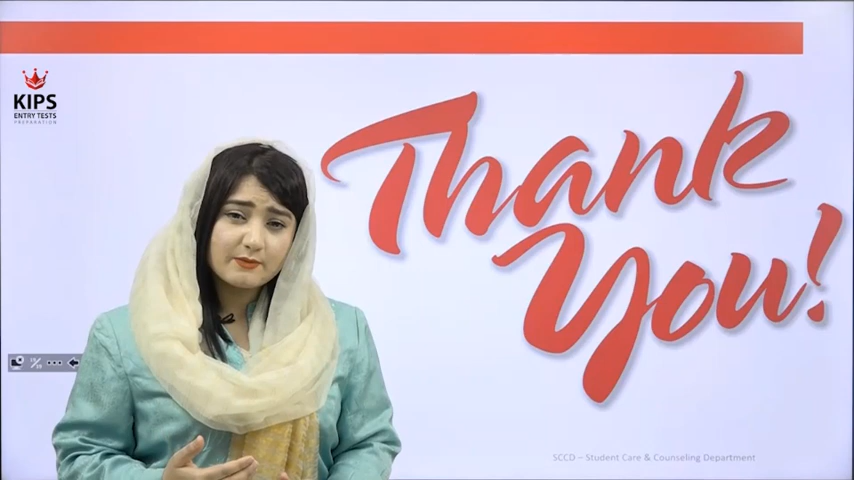 KIPS
ENTRY TESTS
PREPARATION
Thank
You!
SCCD – Student Care & Counseling Department